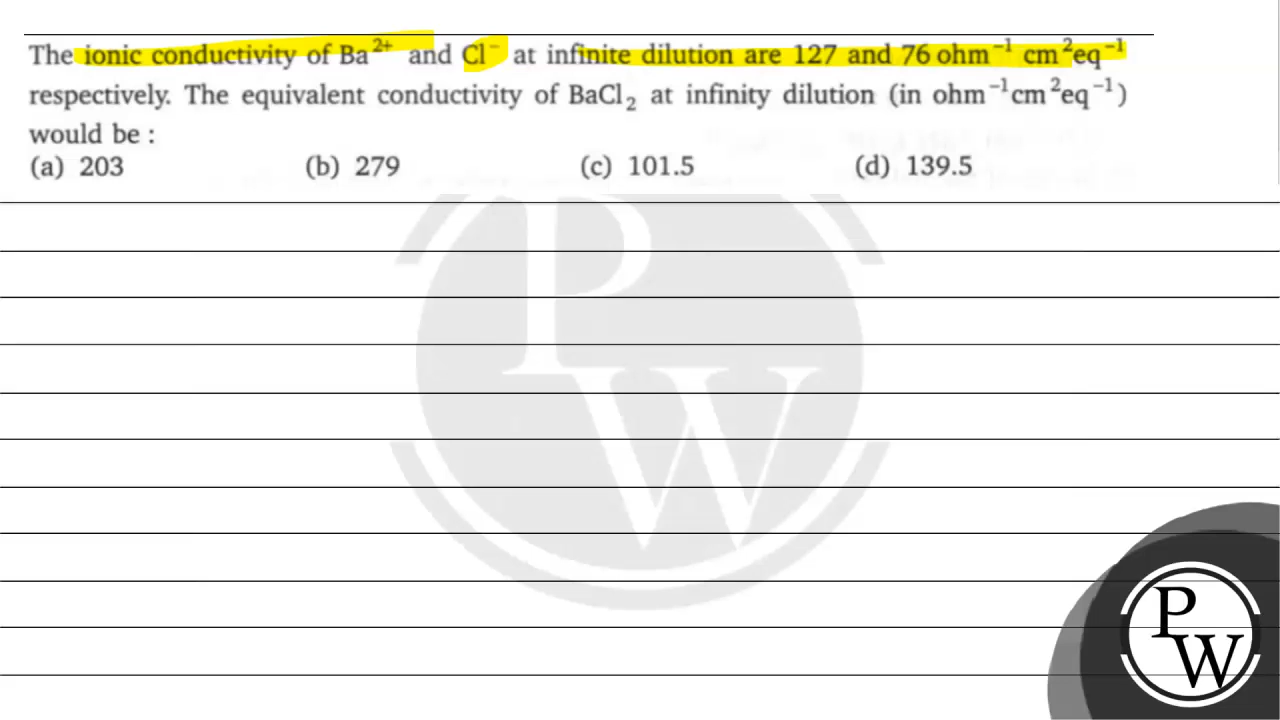 The ionic conductivity of Ba²⁺ and Cl⁻ at infinite dilution are 127 and 76 ohm⁻¹ cm²eq⁻¹
respectively. The equivalent conductivity of BaCl₂ at infinity dilution (in ohm⁻¹cm²eq⁻¹)
would be :
(a) 203 (b) 279 (c) 101.5 (d) 139.5
PW
PW